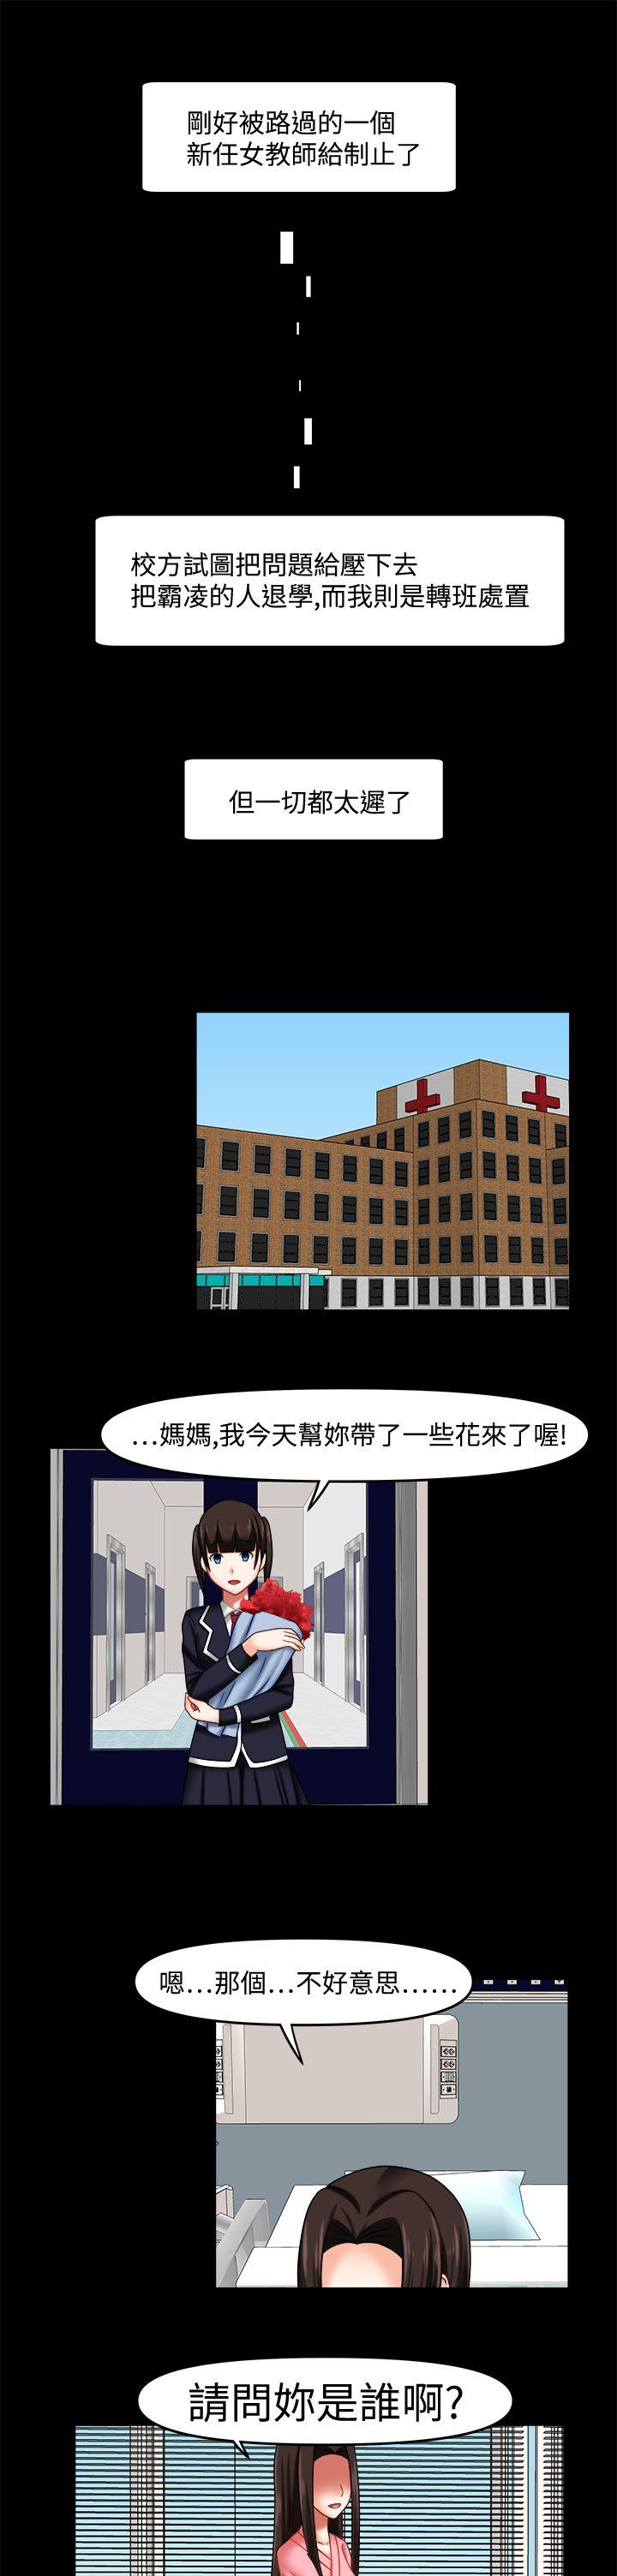 剛好被路過的一個
新任女教師給制止了
校方試圖把問題給壓下去
把霸凌的人退學,而我則是轉班處置
但一切都太遲了
...媽媽,我今天幫妳帶了一些花來了喔!
嗯...那個...不好意思......
請問妳是誰啊?